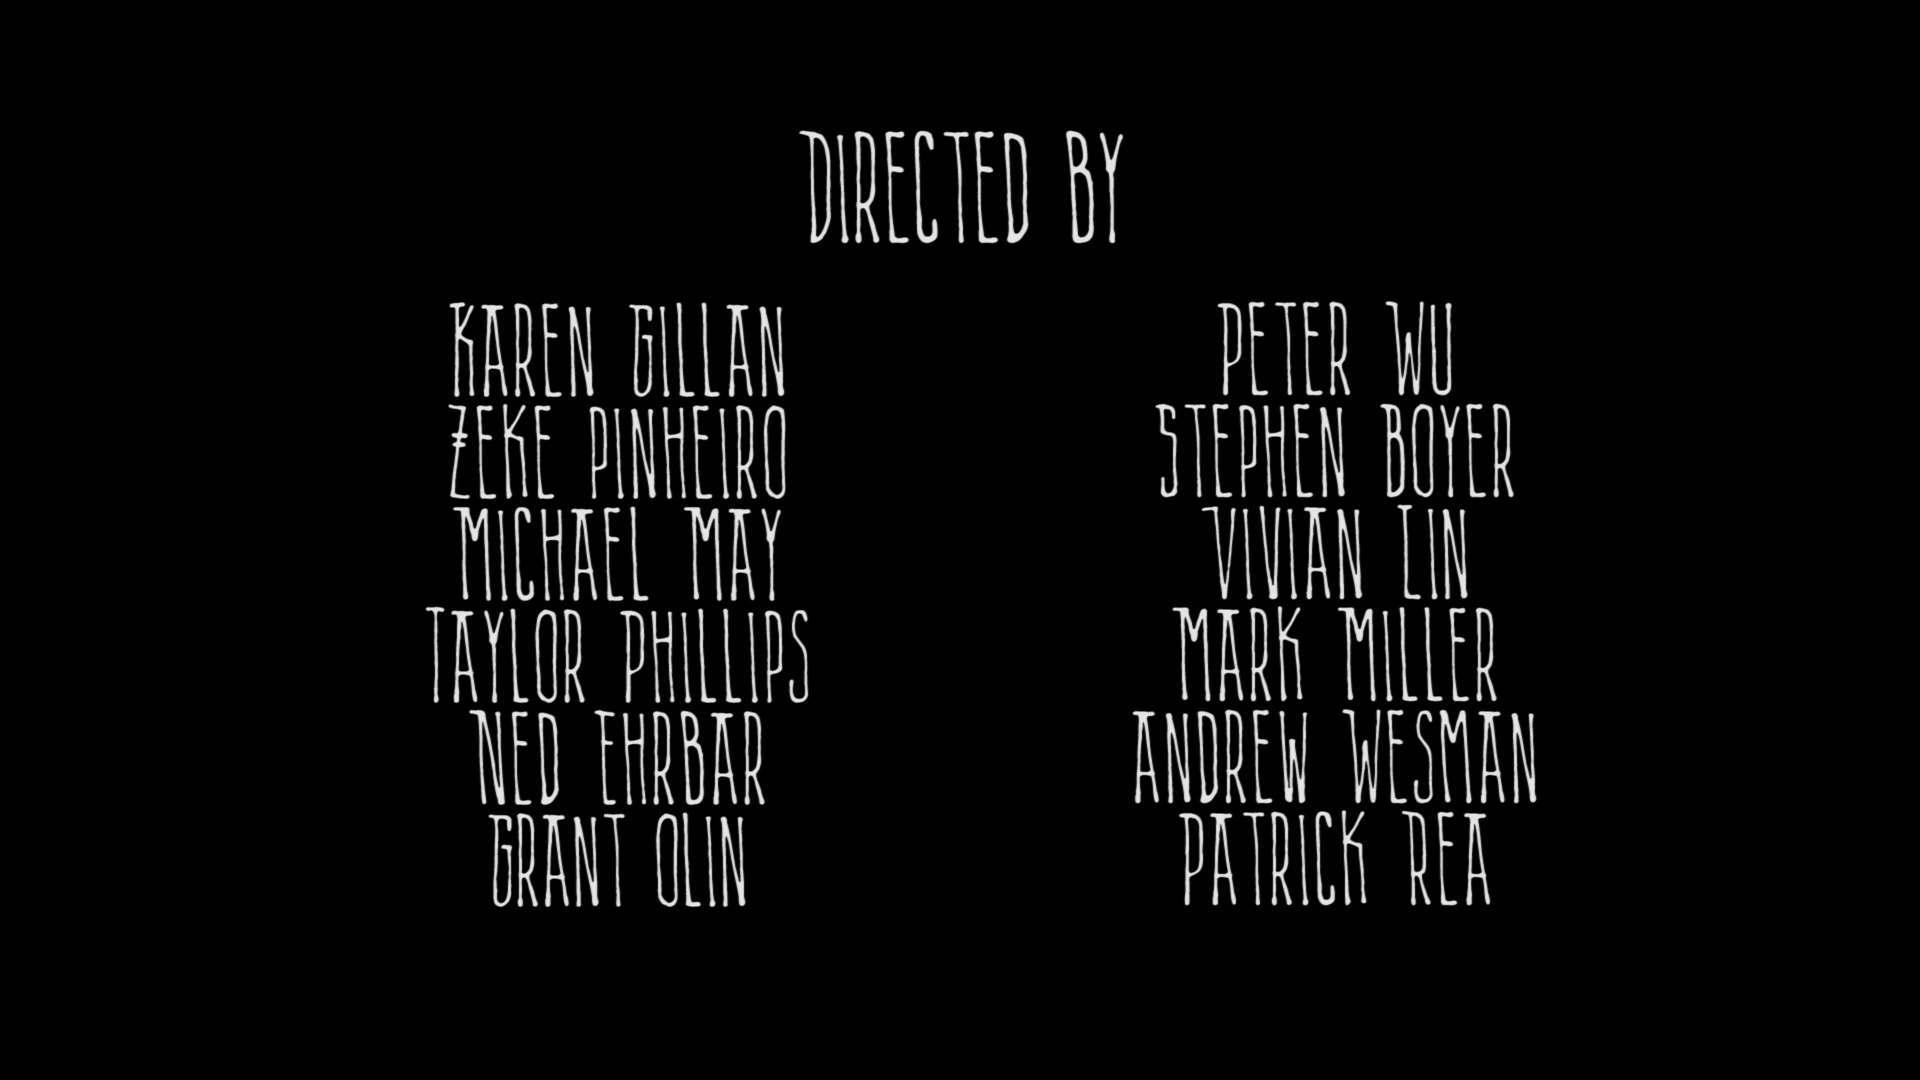 DIRECTED BY
KAREN GILLAN
ZEKE PINHEIRO
MICHAEL MAY
TAYLOR PHILLIPS
NED EHRBAR
GRANT OLIN
PETER WU
STEPHEN BOYER
VIVIAN LIN
MARK MILLER
ANDREW WESMAN
PATRICK REA